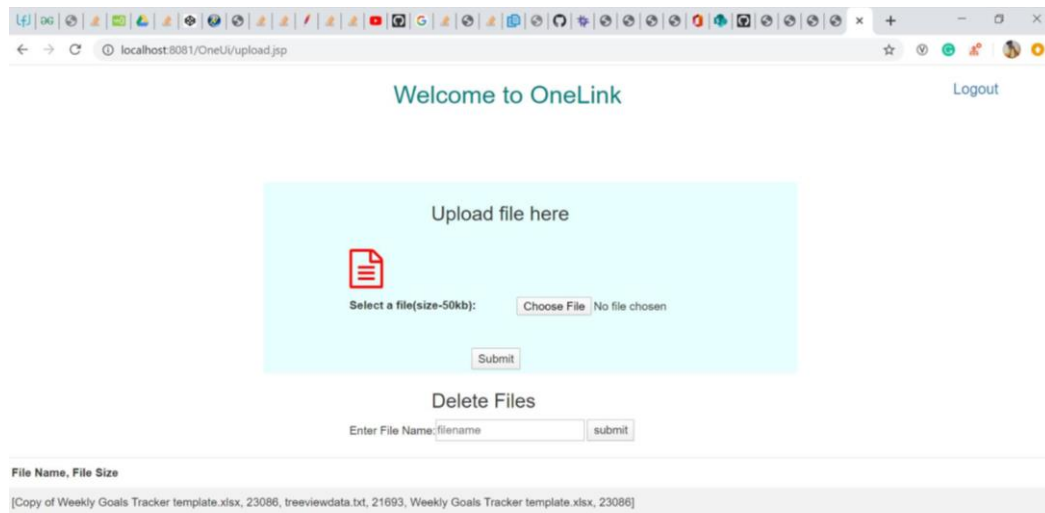 localhost:8081/OneUi/upload.jsp
Welcome to OneLink
Logout
Upload file here
Select a file(size-50kb): Choose File No file chosen
Submit
Delete Files
Enter File Name: filename submit
File Name, File Size
[Copy of Weekly Goals Tracker template.xlsx, 23086, treeviewdata.txt, 21693, Weekly Goals Tracker template.xlsx, 23086]